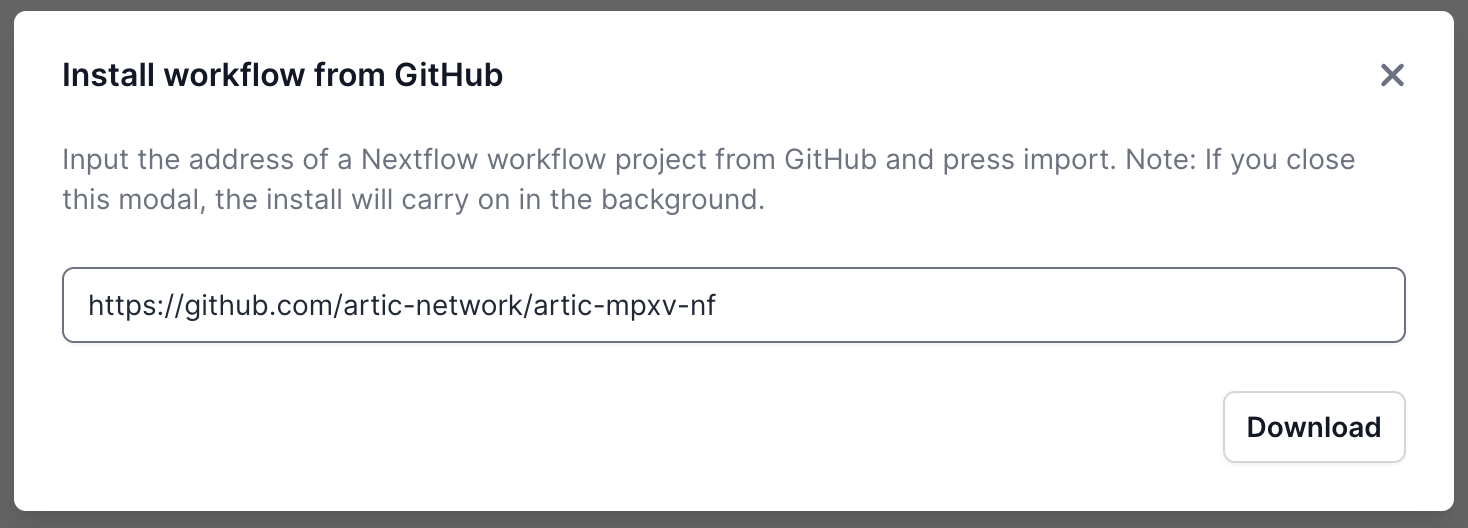 Install workflow from GitHub
Input the address of a Nextflow workflow project from GitHub and press import. Note: If you close
this modal, the install will carry on in the background.
https://github.com/artic-network/artic-mpxv-nf
Download